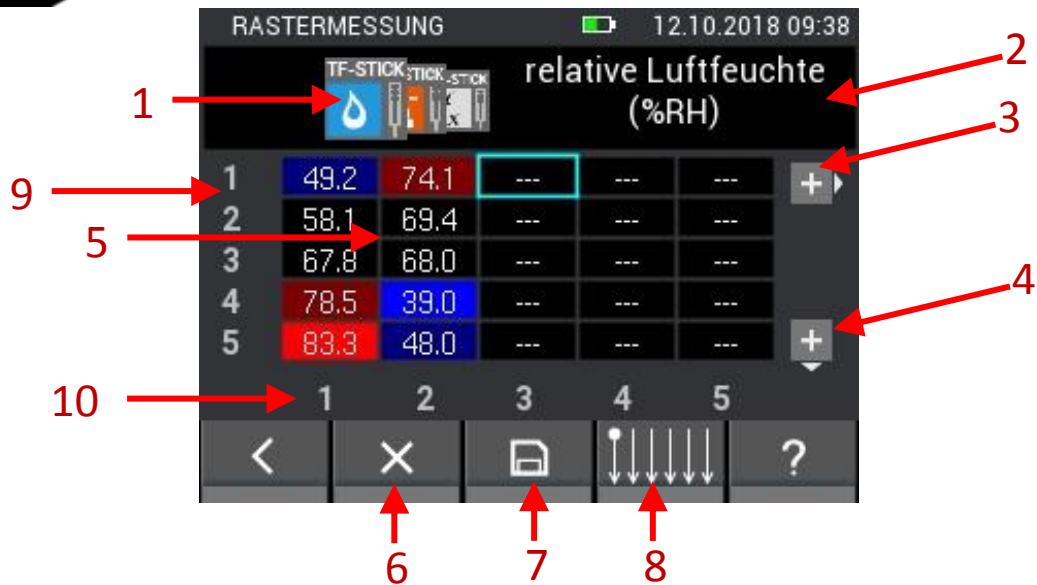 RASTERMESSUNG 12.10.2018 09:38
TF-STICK STICK -STICK relative Luftfeuchte
(%RH)
x
1
2
3
9
1 49.2 74.1 --- --- --- +
2 58.1 69.4 --- --- ---
5
3 67.8 68.0 --- --- ---
4 78.5 39.0 --- --- ---
4
5 83.3 48.0 --- --- --- +
10
1 2 3 4 5
< × ?
6 7 8